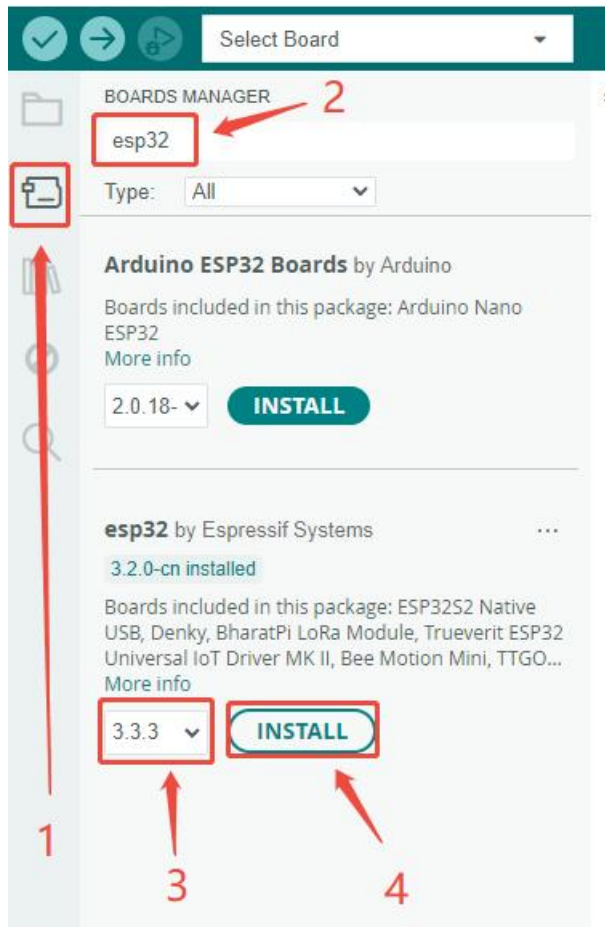 Select Board
BOARDS MANAGER
2
esp32
Type: All
Arduino ESP32 Boards by Arduino
Boards included in this package: Arduino Nano
ESP32
More info
2.0.18-
INSTALL
esp32 by Espressif Systems
3.2.0-cn installed
Boards included in this package: ESP32S2 Native
USB, Denky, BharatPi LoRa Module, Trueverit ESP32
Universal IoT Driver MK II, Bee Motion Mini, TTGO...
More info
3.3.3
INSTALL
1
3
4